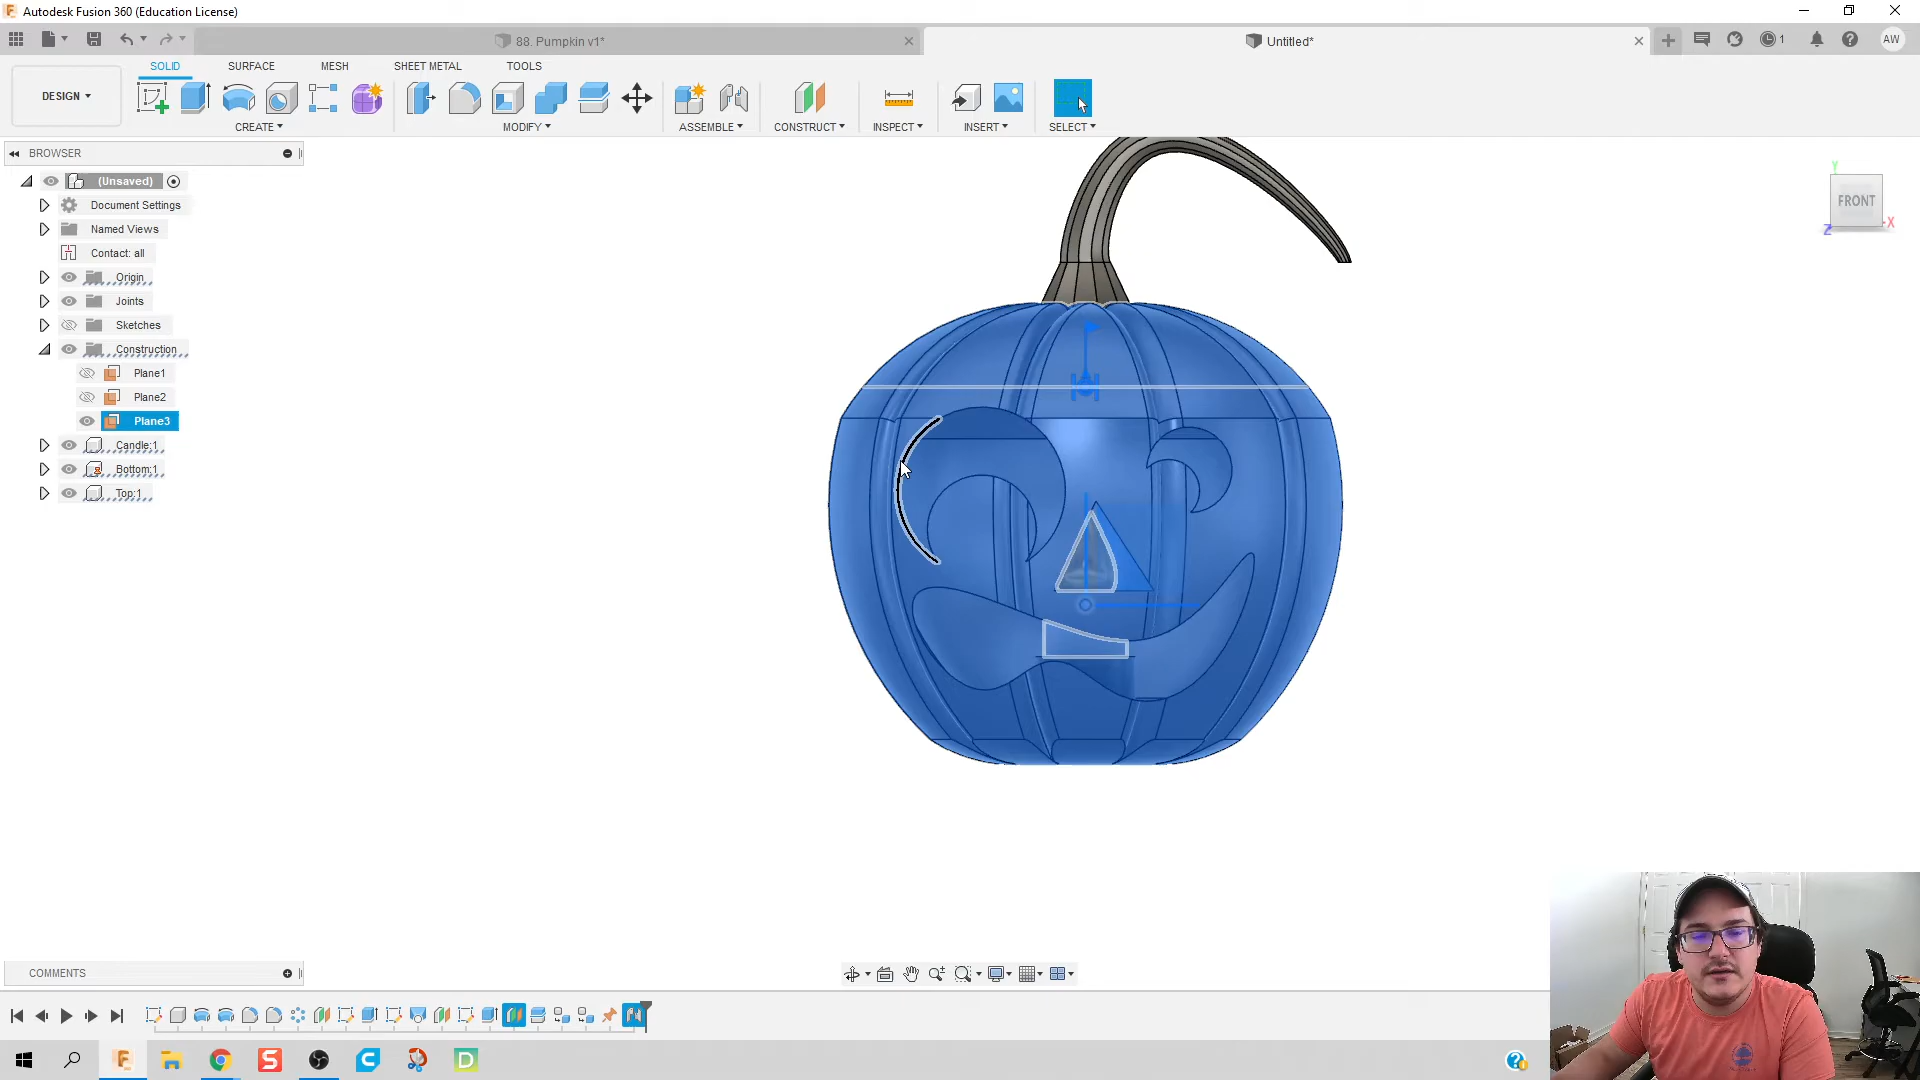 Autodesk Fusion 360 (Education License)
88. Pumpkin v1*
Untitled*
1
AW
DESIGN
SOLID
SURFACE
MESH
SHEET METAL
TOOLS
CREATE
MODIFY
ASSEMBLE
CONSTRUCT
INSPECT
INSERT
SELECT
BROWSER
(Unsaved)
Document Settings
Named Views
Contact: all
Origin
Joints
Sketches
Construction
Plane1
Plane2
Plane3
Candle:1
Bottom:1
Top:1
Y
FRONT
X
Z
COMMENTS